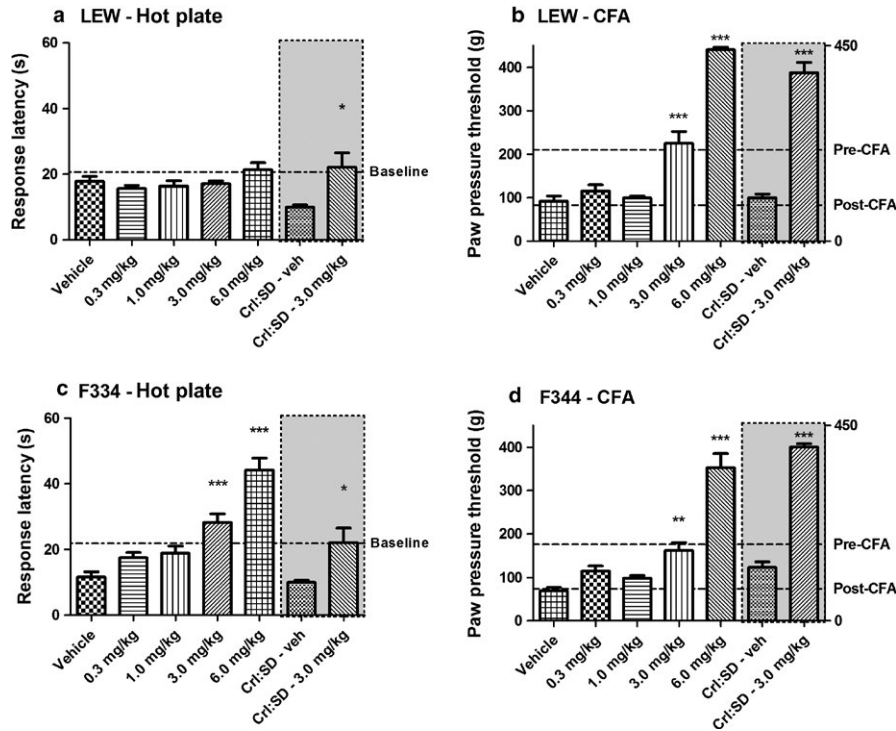 a LEW - Hot plate
Response latency (s)
60
40
20
0
*
Baseline
Vehicle
0.3 mg/kg
1.0 mg/kg
3.0 mg/kg
6.0 mg/kg
Crl:SD - veh
Crl:SD - 3.0 mg/kg
b LEW - CFA
Paw pressure threshold (g)
400
300
200
100
0
***
***
***
450
Pre-CFA
Post-CFA
0
Vehicle
0.3 mg/kg
1.0 mg/kg
3.0 mg/kg
6.0 mg/kg
Crl:SD - veh
Crl:SD - 3.0 mg/kg
c F334 - Hot plate
Response latency (s)
60
40
20
0
***
***
*
Baseline
Vehicle
0.3 mg/kg
1.0 mg/kg
3.0 mg/kg
6.0 mg/kg
Crl:SD - veh
Crl:SD - 3.0 mg/kg
d F344 - CFA
Paw pressure threshold (g)
400
300
200
100
0
**
***
***
450
Pre-CFA
Post-CFA
0
Vehicle
0.3 mg/kg
1.0 mg/kg
3.0 mg/kg
6.0 mg/kg
Crl:SD - veh
Crl:SD - 3.0 mg/kg